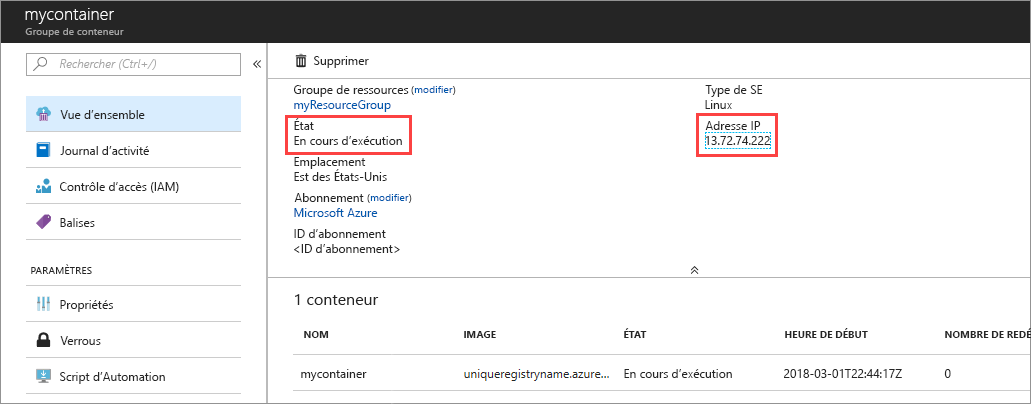 mycontainer
Groupe de conteneur
Rechercher (Ctrl+/)
«
Vue d'ensemble
Journal d'activité
Contrôle d'accès (IAM)
Balises
PARAMÈTRES
Propriétés
Verrous
Script d'Automation
Supprimer
Groupe de ressources (modifier)
myResourceGroup
État
En cours d'exécution
Emplacement
Est des États-Unis
Abonnement (modifier)
Microsoft Azure
ID d'abonnement
<ID d'abonnement>
Type de SE
Linux
Adresse IP
13.72.74.222
1 conteneur
NOM IMAGE ÉTAT HEURE DE DÉBUT NOMBRE DE REDÉ
mycontainer uniqueregistryname.azure... En cours d'exécution 2018-03-01T22:44:17Z 0